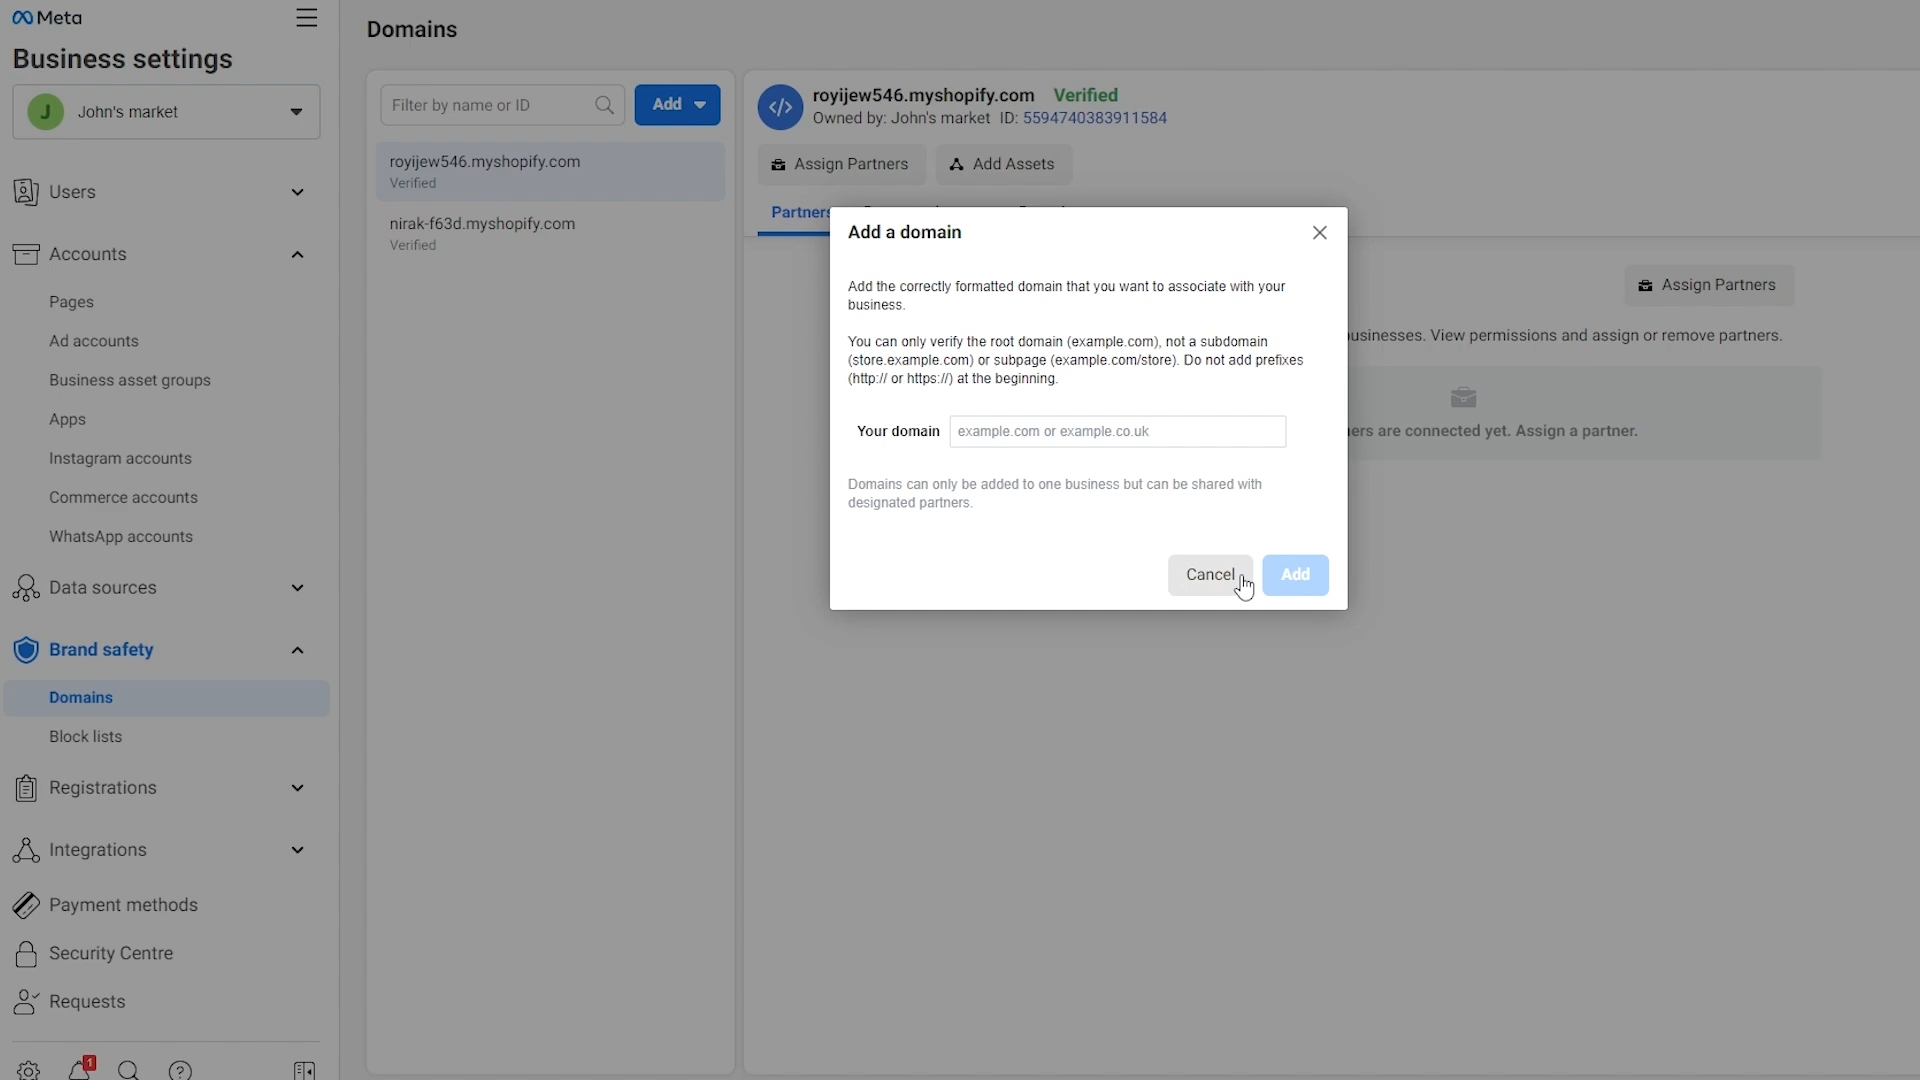 Meta
Business settings
J John's market
Users
Accounts
Pages
Ad accounts
Business asset groups
Apps
Instagram accounts
Commerce accounts
WhatsApp accounts
Data sources
Brand safety
Domains
Block lists
Registrations
Integrations
Payment methods
Security Centre
Requests
1
Domains
Filter by name or ID
Add
royijew546.myshopify.com
Verified
nirak-f63d.myshopify.com
Verified
royijew546.myshopify.com Verified
Owned by: John's market ID: 5594740383911584
Assign Partners
Add Assets
Partners
Assign Partners
View permissions and assign or remove partners.
are connected yet. Assign a partner.
Add a domain
Add the correctly formatted domain that you want to associate with your
business.
You can only verify the root domain (example.com), not a subdomain
(store.example.com) or subpage (example.com/store). Do not add prefixes
(http:// or https://) at the beginning.
Your domain example.com or example.co.uk
Domains can only be added to one business but can be shared with
designated partners.
Cancel
Add